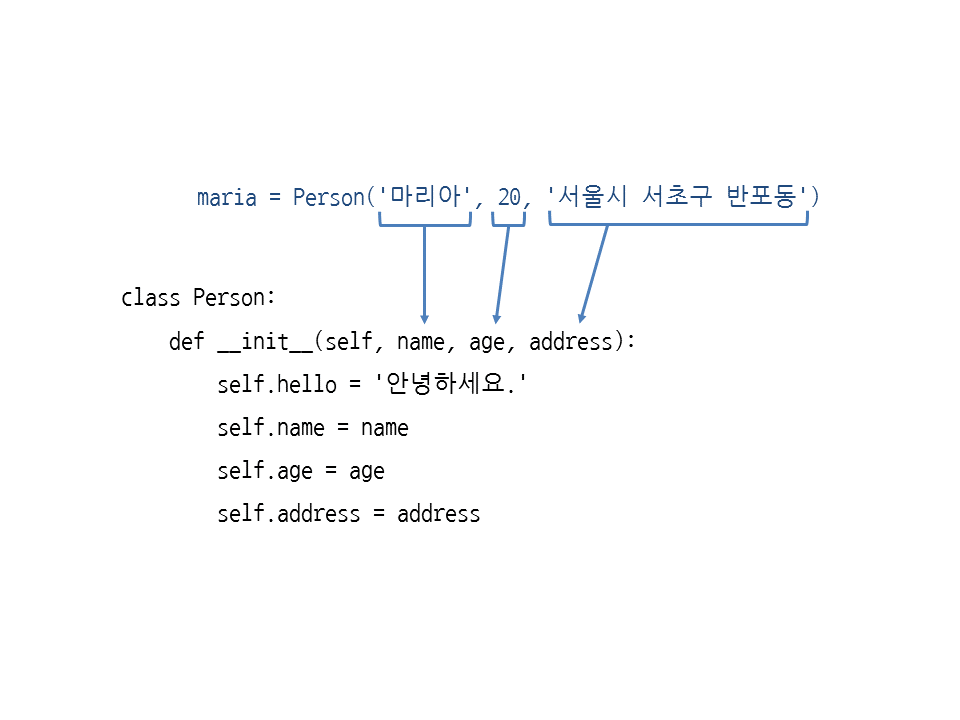 maria = Person('마리아', 20, '서울시 서초구 반포동')
class Person:
    def __init__(self, name, age, address):
        self.hello = '안녕하세요.'
        self.name = name
        self.age = age
        self.address = address